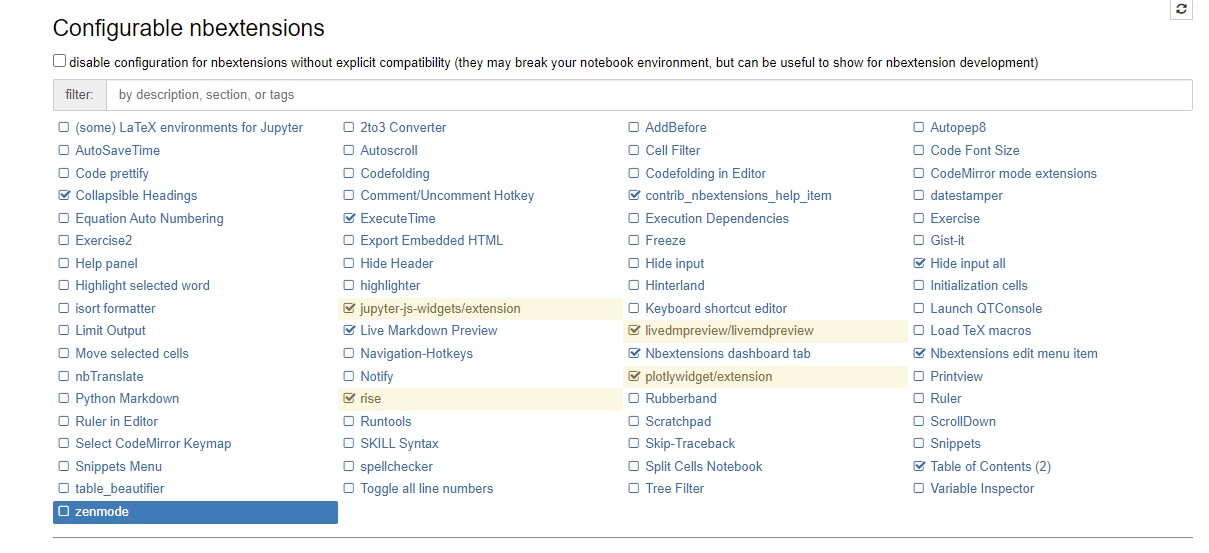 Configurable nbextensions
disable configuration for nbextensions without explicit compatibility (they may break your notebook environment, but can be useful to show for nbextension development)
filter: by description, section, or tags
(some) LaTeX environments for Jupyter 2to3 Converter AddBefore Autopep8
AutoSaveTime Autoscroll Cell Filter Code Font Size
Code prettify Codefolding Codefolding in Editor CodeMirror mode extensions
Collapsible Headings Comment/Uncomment Hotkey contrib_nbextensions_help_item datestamper
Equation Auto Numbering ExecuteTime Execution Dependencies Exercise
Exercise2 Export Embedded HTML Freeze Gist-it
Help panel Hide Header Hide input Hide input all
Highlight selected word highlighter Hinterland Initialization cells
isort formatter jupyter-js-widgets/extension Keyboard shortcut editor Launch QTConsole
Limit Output Live Markdown Preview livedmpreview/livemdpreview Load TeX macros
Move selected cells Navigation-Hotkeys Nbextensions dashboard tab Nbextensions edit menu item
nbTranslate Notify plotlywidget/extension Printview
Python Markdown rise Rubberband Ruler
Ruler in Editor Runtools Scratchpad ScrollDown
Select CodeMirror Keymap SKILL Syntax Skip-Traceback Snippets
Snippets Menu spellchecker Split Cells Notebook Table of Contents (2)
table_beautifier Toggle all line numbers Tree Filter Variable Inspector
zenmode